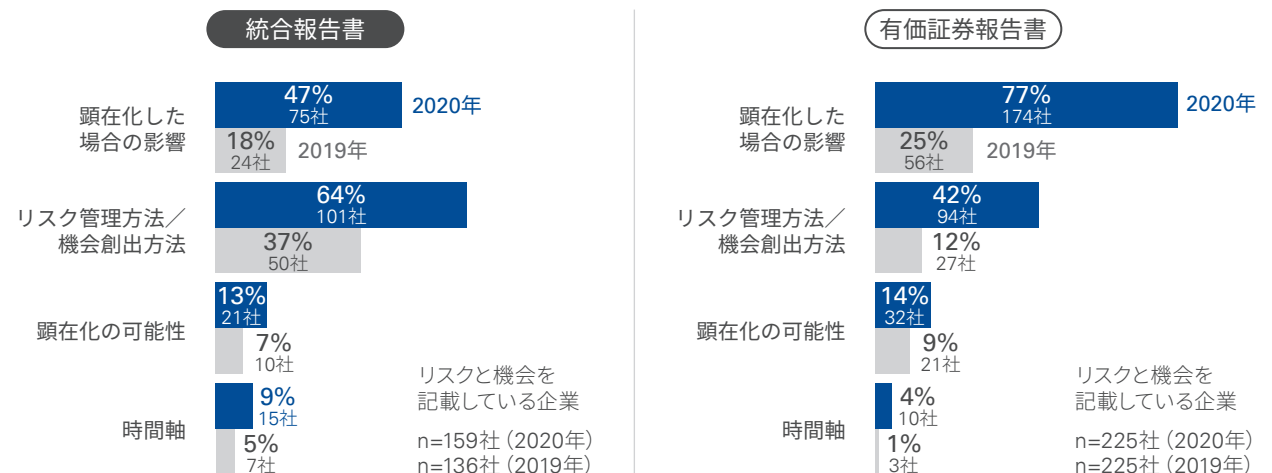 統合報告書
顕在化した
場合の影響
47%
75社
2020年
18%
24社
2019年
リスク管理方法／
機会創出方法
64%
101社
37%
50社
顕在化の可能性
13%
21社
7%
10社
時間軸
9%
15社
5%
7社
リスクと機会を
記載している企業
n=159社（2020年）
n=136社（2019年）
有価証券報告書
顕在化した
場合の影響
77%
174社
2020年
25%
56社
2019年
リスク管理方法／
機会創出方法
42%
94社
12%
27社
顕在化の可能性
14%
32社
9%
21社
時間軸
4%
10社
1%
3社
リスクと機会を
記載している企業
n=225社（2020年）
n=225社（2019年）